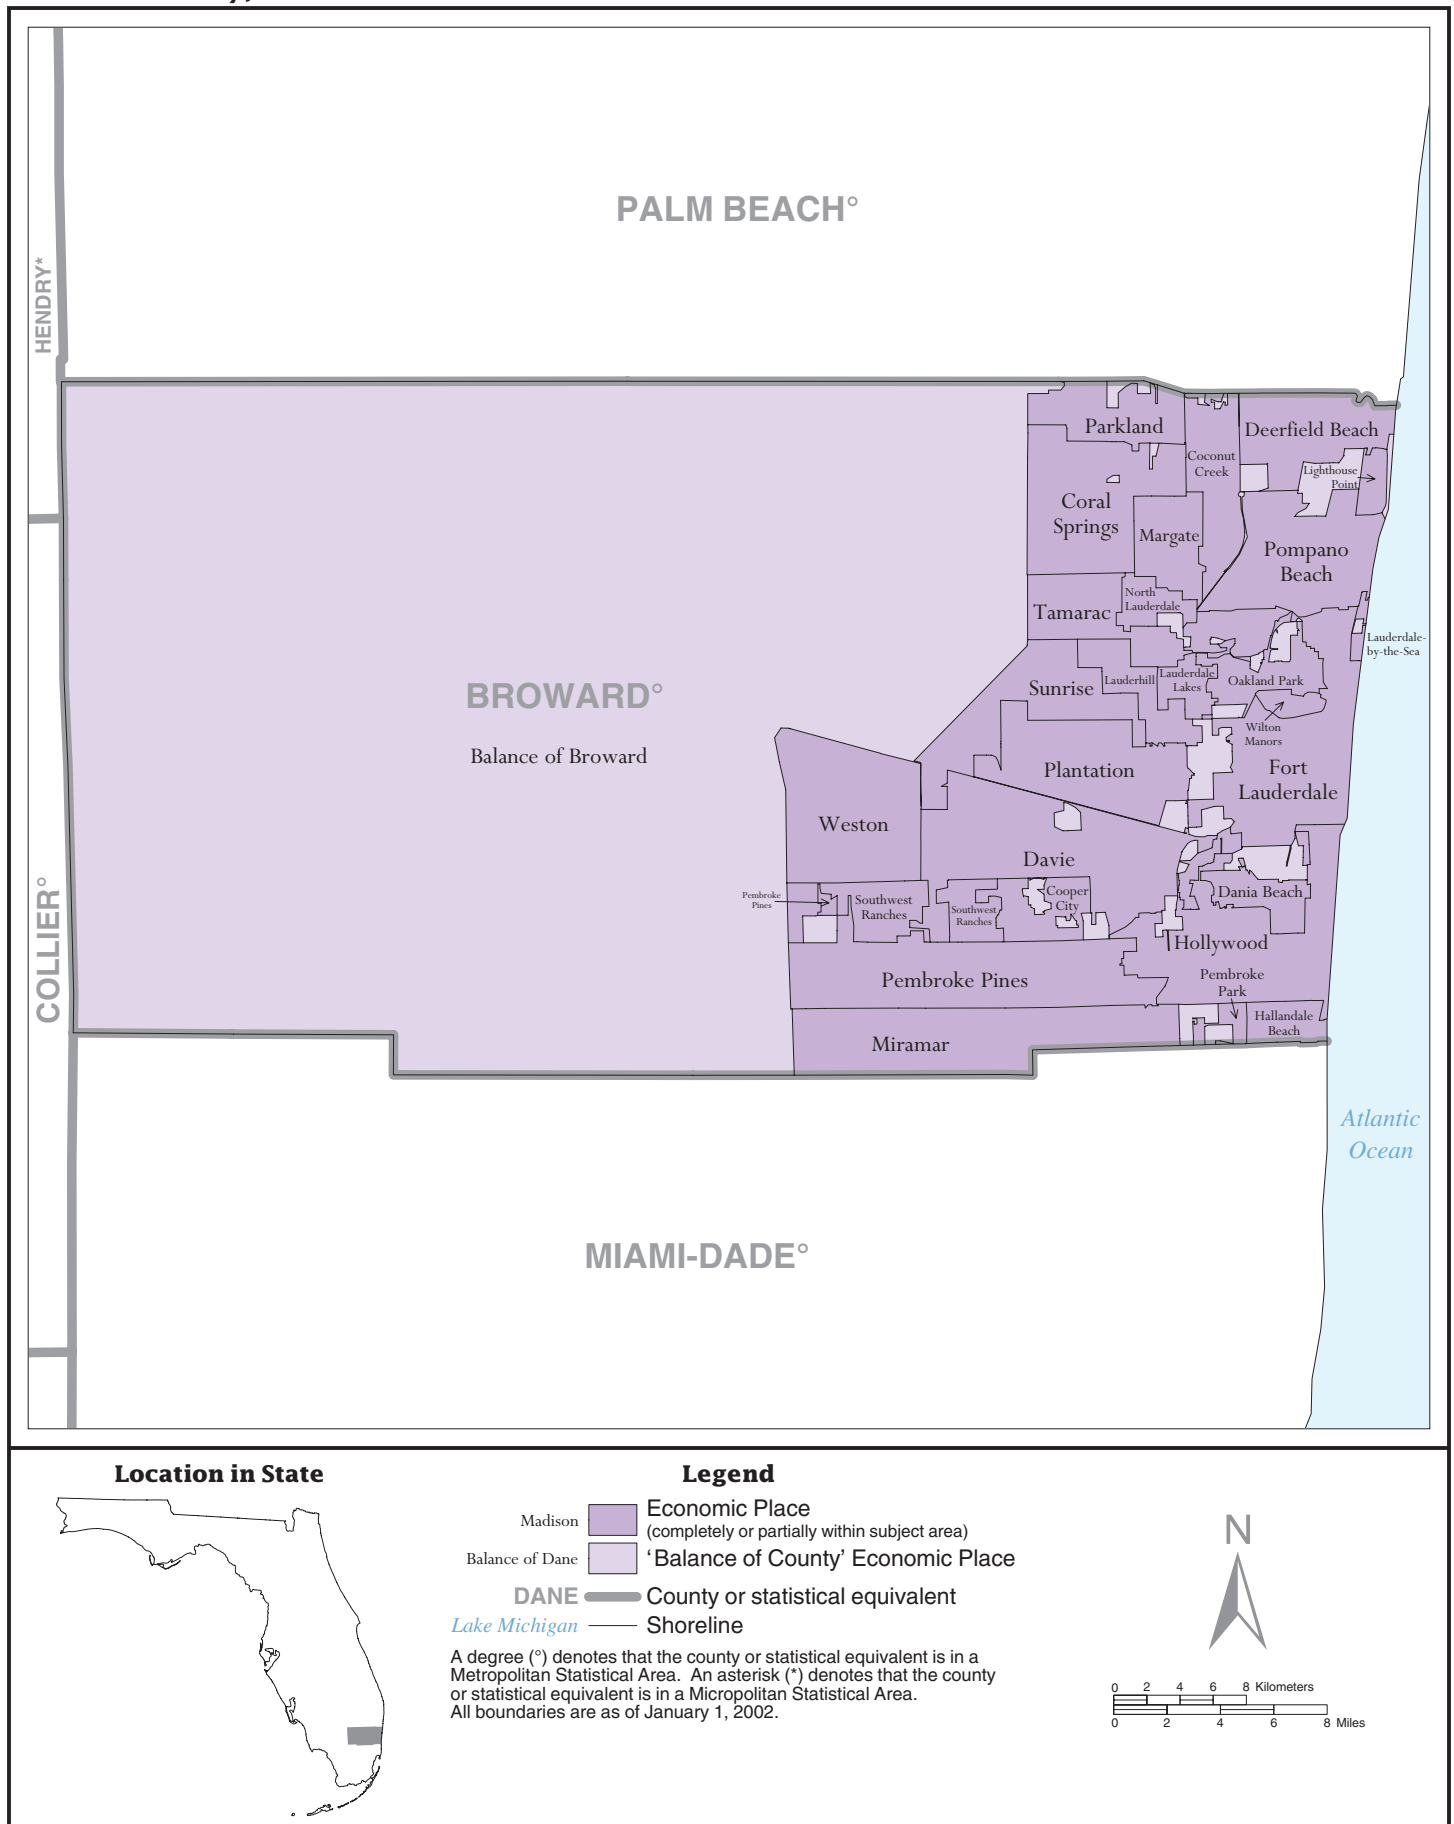 PALM BEACH°
HENDRY*
Parkland
Deerfield Beach
Coconut
Creek
Lighthouse
Point
Coral
Springs
Margate
Pompano
Beach
North
Lauderdale
Tamarac
Lauderdale-
by-the-Sea
BROWARD°
Balance of Broward
Sunrise
Lauderhill
Lauderdale
Lakes
Oakland Park
Wilton
Manors
Plantation
Fort
Lauderdale
Weston
Davie
COLLIER°
Pembroke
Pines
Southwest
Ranches
Southwest
Ranches
Cooper
City
Dania Beach
Hollywood
Pembroke Pines
Pembroke
Park
Hallandale
Beach
Miramar
Atlantic
Ocean
MIAMI-DADE°
Location in State
Legend
Madison
Economic Place
(completely or partially within subject area)
Balance of Dane
‘Balance of County’ Economic Place
DANE
County or statistical equivalent
Lake Michigan
Shoreline
A degree (°) denotes that the county or statistical equivalent is in a
Metropolitan Statistical Area.  An asterisk (*) denotes that the county
or statistical equivalent is in a Micropolitan Statistical Area.
All boundaries are as of January 1, 2002.
N
0 2 4 6 8 Kilometers
0 2 4 6 8 Miles